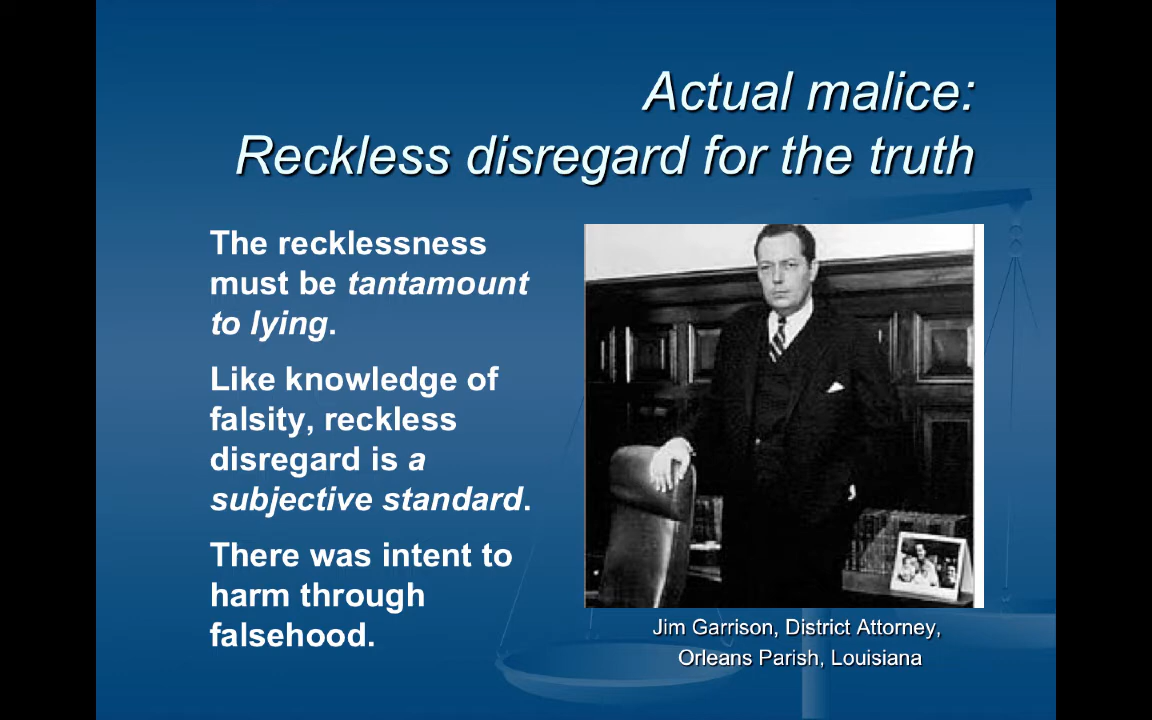 Actual malice:
Reckless disregard for the truth
The recklessness
must be tantamount
to lying.
Like knowledge of
falsity, reckless
disregard is a
subjective standard.
There was intent to
harm through
falsehood.
Jim Garrison, District Attorney,
Orleans Parish, Louisiana